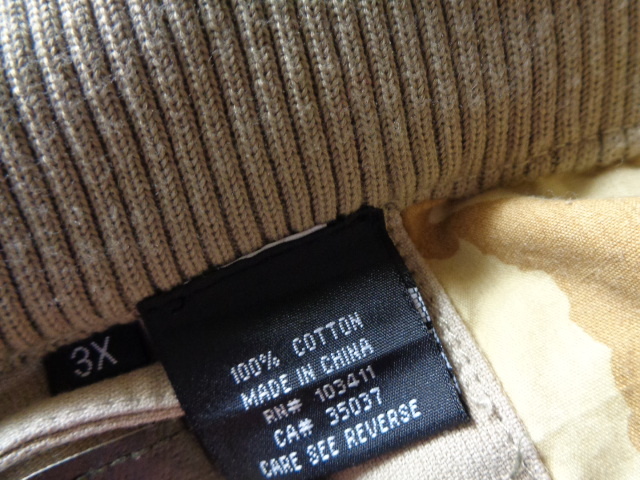 3X
100% COTTON
MADE IN CHINA
RN# 103411
CA# 35037
CARE SEE REVERSE